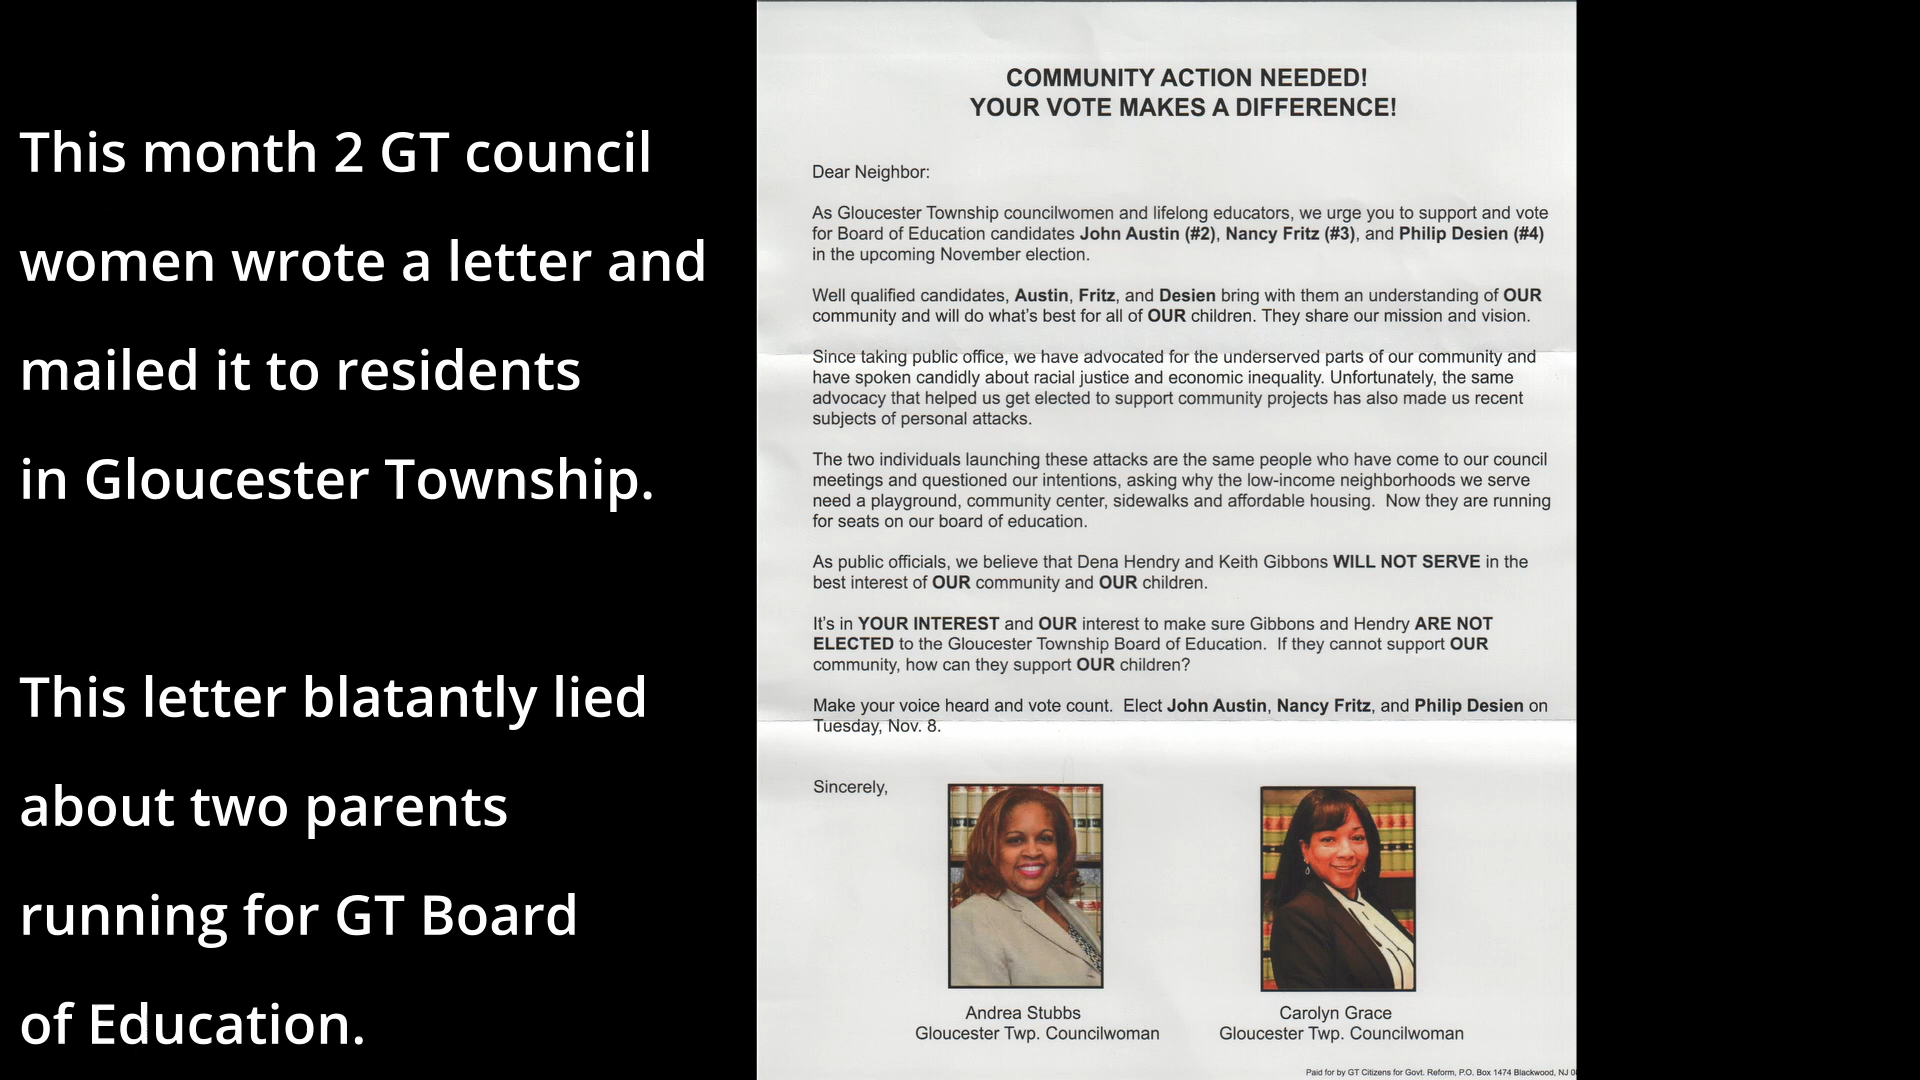 This month 2 GT council
women wrote a letter and
mailed it to residents
in Gloucester Township.
This letter blatantly lied
about two parents
running for GT Board
of Education.
COMMUNITY ACTION NEEDED!
YOUR VOTE MAKES A DIFFERENCE!
Dear Neighbor:
As Gloucester Township councilwomen and lifelong educators, we urge you to support and vote
for Board of Education candidates John Austin (#2), Nancy Fritz (#3), and Philip Desien (#4)
in the upcoming November election.
Well qualified candidates, Austin, Fritz, and Desien bring with them an understanding of OUR
community and will do what's best for all of OUR children. They share our mission and vision.
Since taking public office, we have advocated for the underserved parts of our community and
have spoken candidly about racial justice and economic inequality. Unfortunately, the same
advocacy that helped us get elected to support community projects has also made us recent
subjects of personal attacks.
The two individuals launching these attacks are the same people who have come to our council
meetings and questioned our intentions, asking why the low-income neighborhoods we serve
need a playground, community center, sidewalks and affordable housing.  Now they are running
for seats on our board of education.
As public officials, we believe that Dena Hendry and Keith Gibbons WILL NOT SERVE in the
best interest of OUR community and OUR children.
It's in YOUR INTEREST and OUR interest to make sure Gibbons and Hendry ARE NOT
ELECTED to the Gloucester Township Board of Education.  If they cannot support OUR
community, how can they support OUR children?
Make your voice heard and vote count.  Elect John Austin, Nancy Fritz, and Philip Desien on
Tuesday, Nov. 8.
Sincerely,
Andrea Stubbs
Gloucester Twp. Councilwoman
Carolyn Grace
Gloucester Twp. Councilwoman
Paid for by GT Citizens for Govt. Reform, P.O. Box 1474 Blackwood, NJ